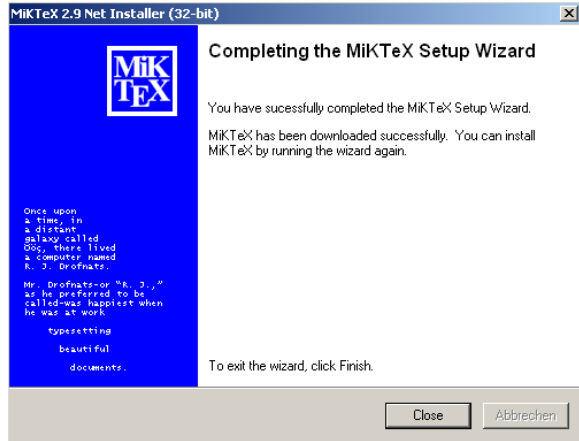 MiKTeX 2.9 Net Installer (32-bit)
MiK
TEX
Completing the MiKTeX Setup Wizard
You have sucessfully completed the MiKTeX Setup Wizard.
MiKTeX has been downloaded successfully. You can install
MiKTeX by running the wizard again.
Once upon
a time, in
a distant
galaxy called
Ööç, there lived
a computer named
R. J. Drofnats.
Mr. Drofnats-or "R. J.,"
as he preferred to be
called-was happiest when
he was at work
typesetting
beautiful
documents.
To exit the wizard, click Finish.
Close
Abbrechen